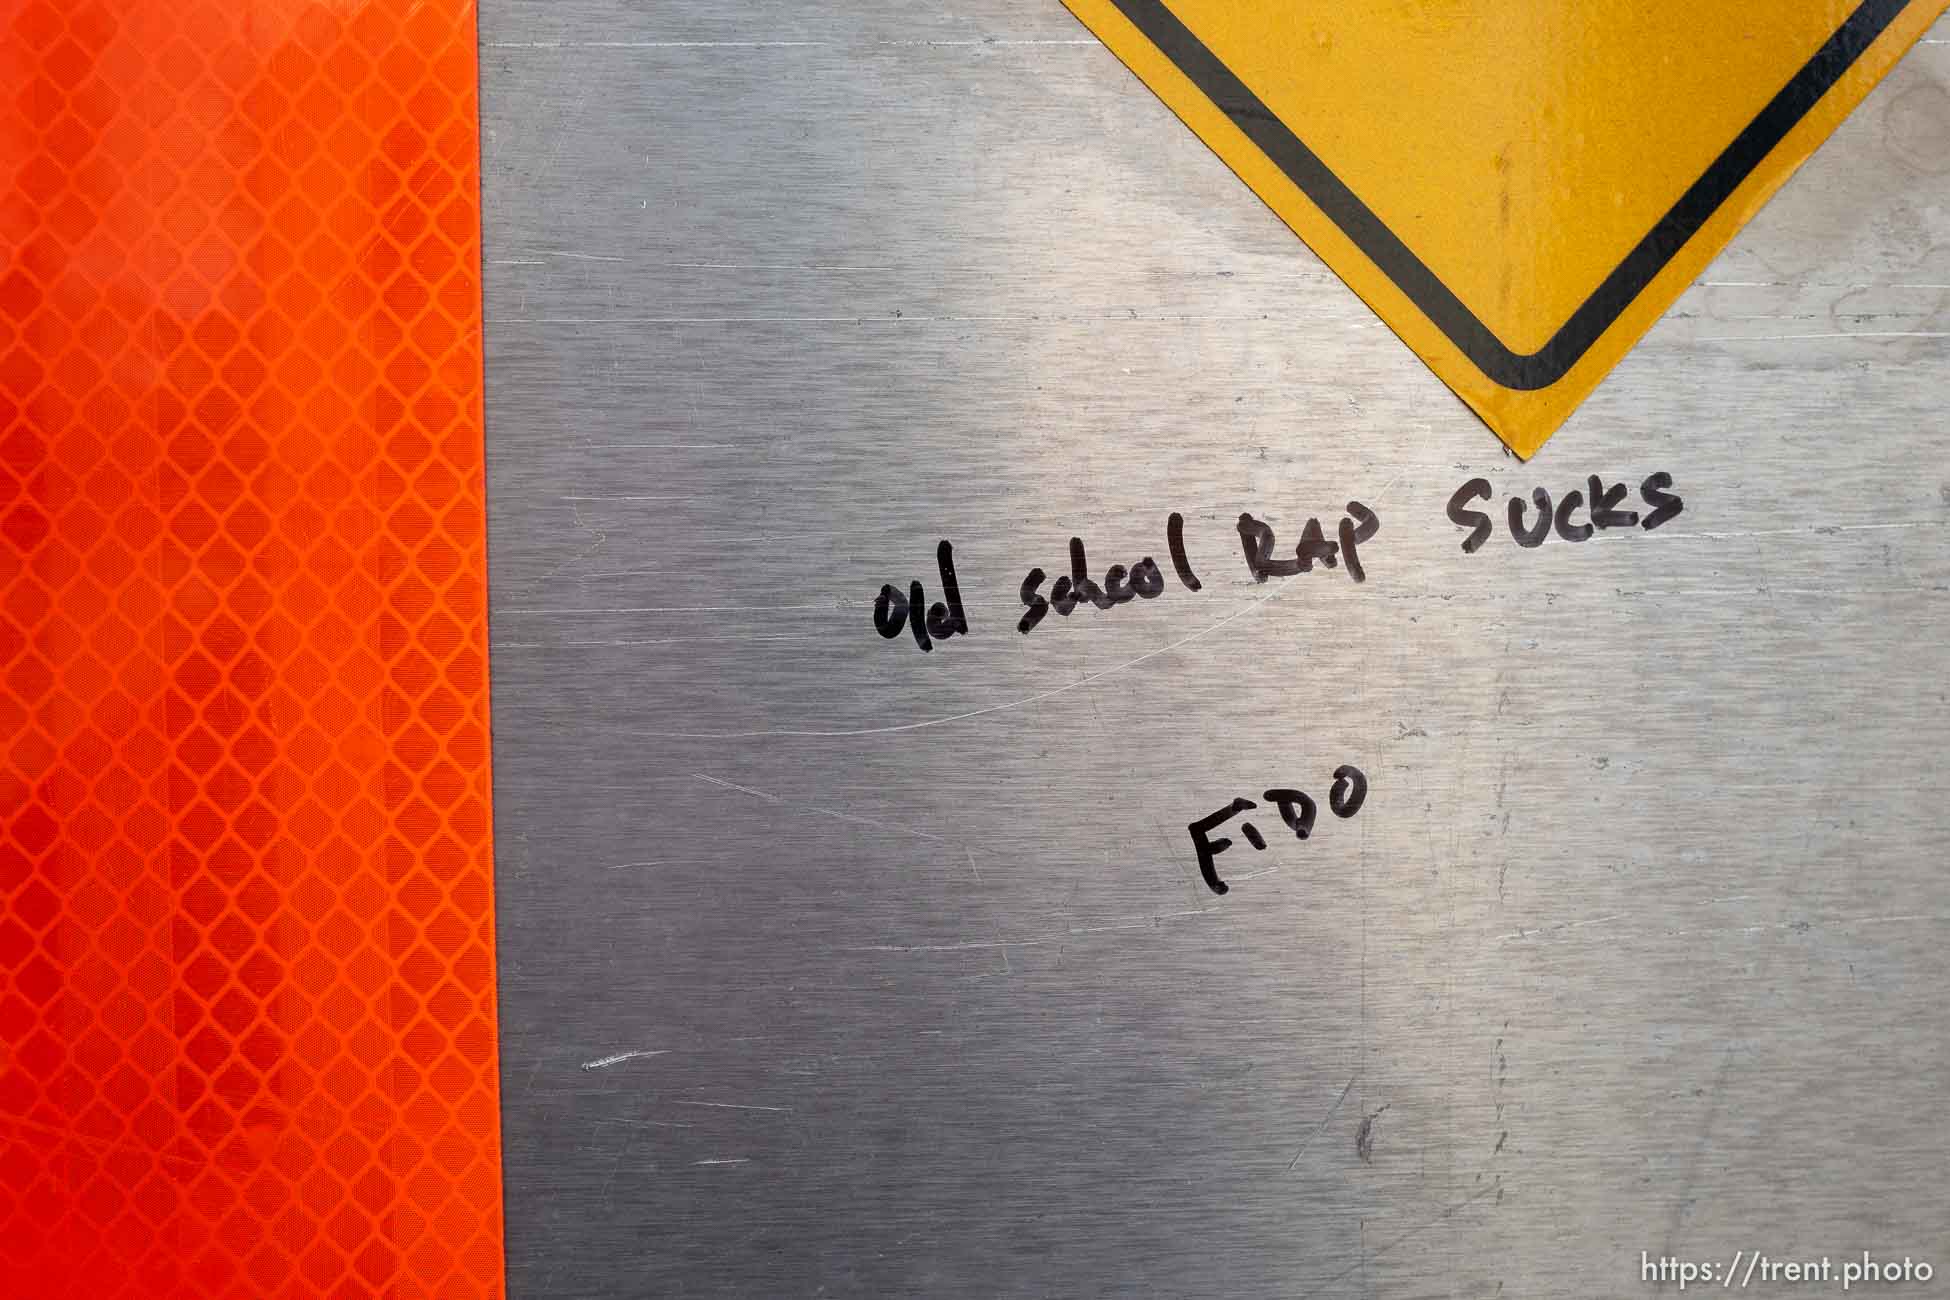 old school RAP SUCKS
FiDO
https://trent.photo